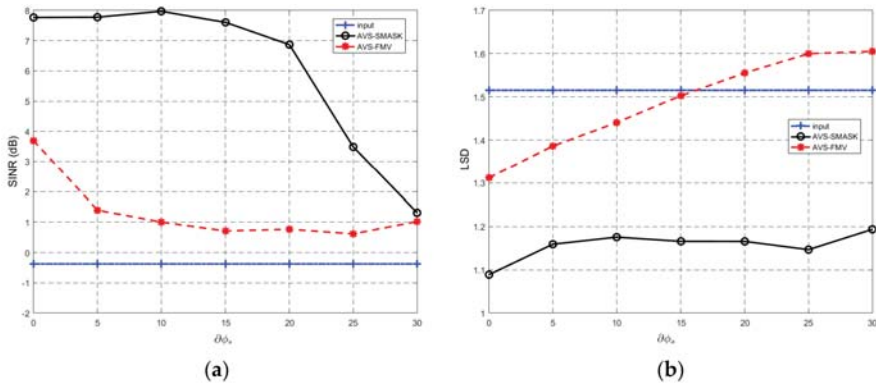 8
7
6
5
4
3
2
1
0
-1
-2
SINR (dB)
0 5 10 15 20 25 30
∂ϕs
input
AVS-SMASK
AVS-FMV
(a)
1.7
1.6
1.5
1.4
1.3
1.2
1.1
1
LSD
0 5 10 15 20 25 30
∂ϕs
input
AVS-SMASK
AVS-FMV
(b)